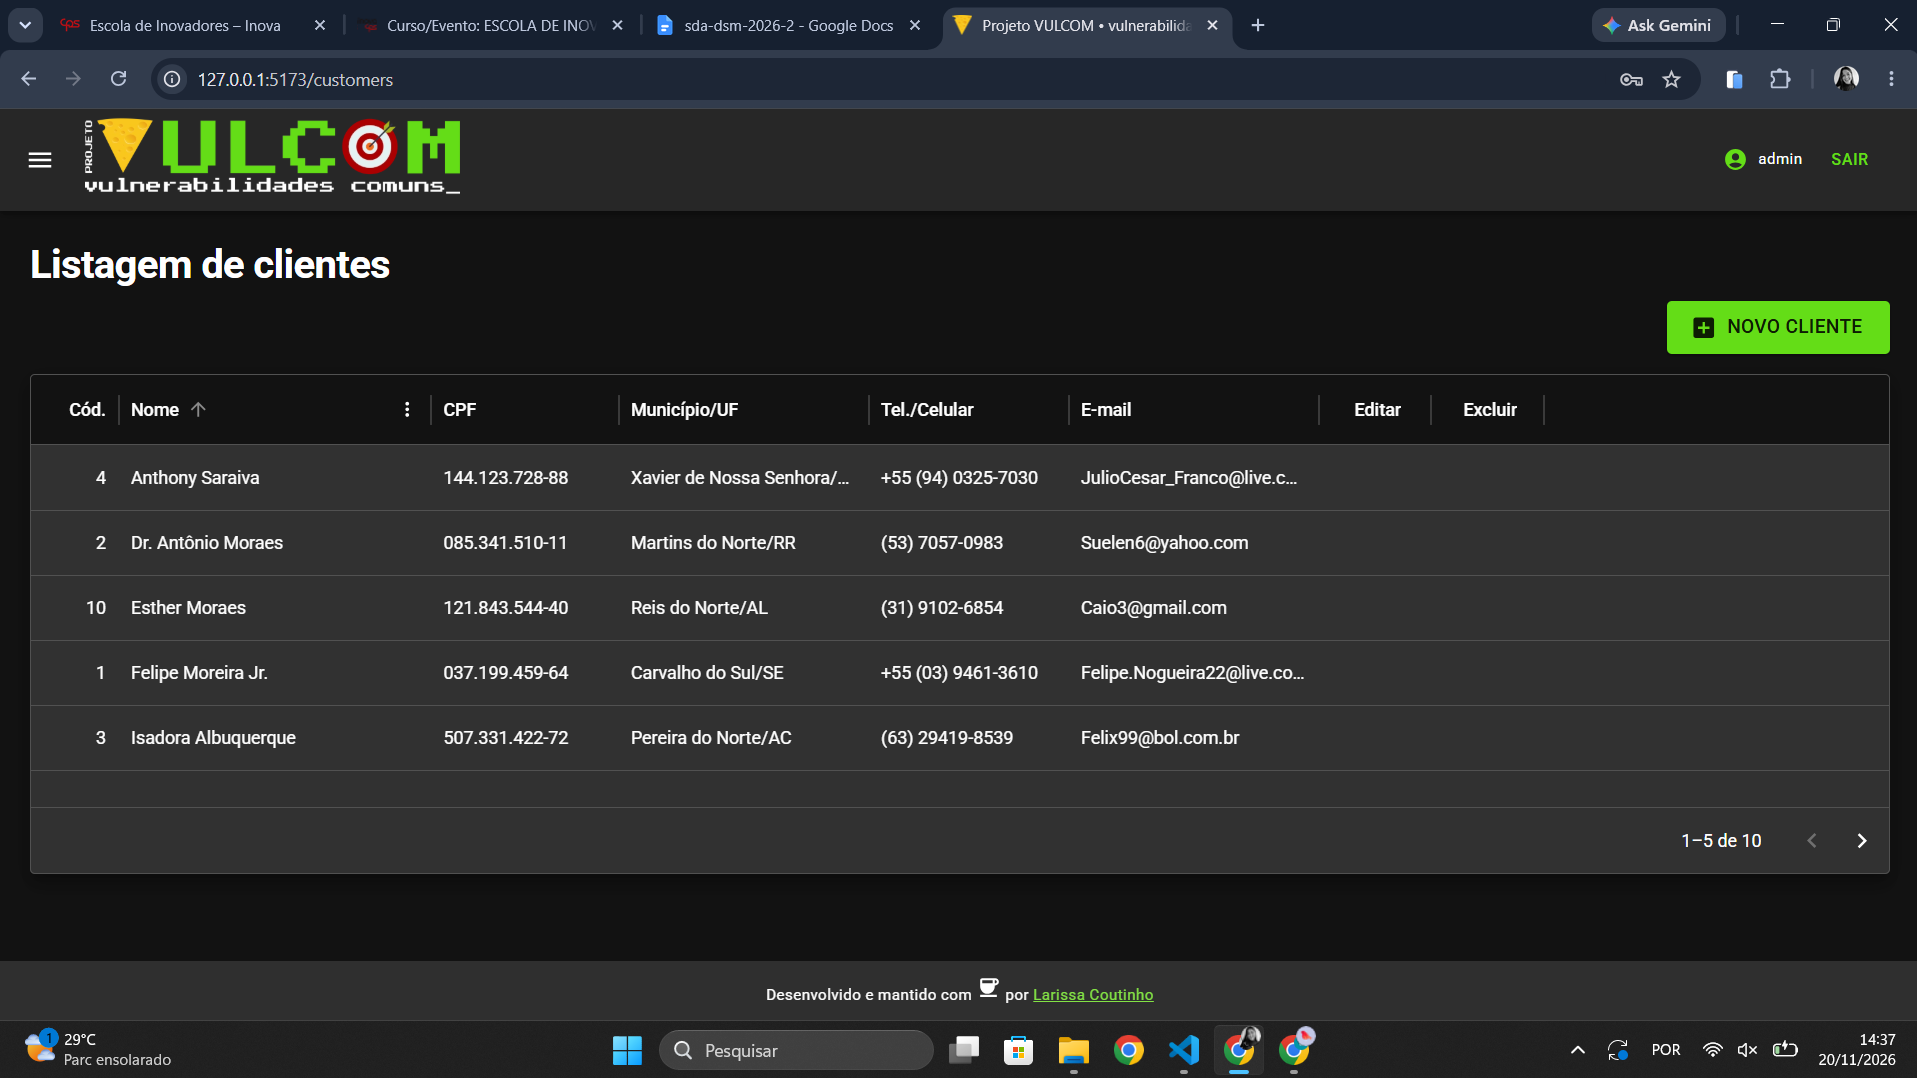 Escola de Inovadores – Inova
Curso/Evento: ESCOLA DE INOV
sda-dsm-2026-2 - Google Docs
Projeto VULCOM • vulnerabilida
Ask Gemini
127.0.0.1:5173/customers
PROJETO
VULCOM
vulnerabilidades comuns_
admin
SAIR
Listagem de clientes
NOVO CLIENTE
Cód. Nome CPF Município/UF Tel./Celular E-mail Editar Excluir
4 Anthony Saraiva 144.123.728-88 Xavier de Nossa Senhora/... +55 (94) 0325-7030 JulioCesar_Franco@live.c...
2 Dr. Antônio Moraes 085.341.510-11 Martins do Norte/RR (53) 7057-0983 Suelen6@yahoo.com
10 Esther Moraes 121.843.544-40 Reis do Norte/AL (31) 9102-6854 Caio3@gmail.com
1 Felipe Moreira Jr. 037.199.459-64 Carvalho do Sul/SE +55 (03) 9461-3610 Felipe.Nogueira22@live.co...
3 Isadora Albuquerque 507.331.422-72 Pereira do Norte/AC (63) 29419-8539 Felix99@bol.com.br
1–5 de 10
Desenvolvido e mantido com por Larissa Coutinho
1
29°C
Parc ensolarado
Pesquisar
POR
14:37
20/11/2026